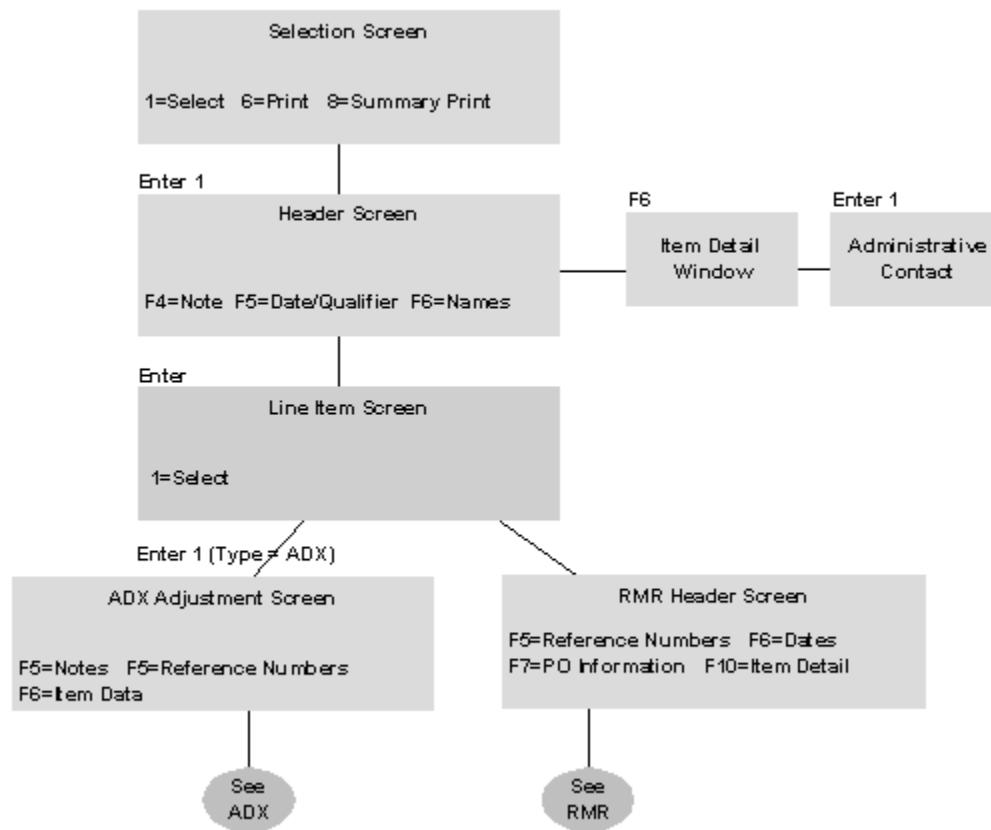 Selection Screen
1=Select 6=Print 8=Summary Print
Enter 1
Header Screen
F4=Note F5=Date/Qualifier F6=Names
F6
Item Detail
Window
Enter 1
Administrative
Contact
Enter
Line Item Screen
1=Select
Enter 1 (Type = ADX)
ADX Adjustment Screen
F5=Notes F5=Reference Numbers
F6=Item Data
RMR Header Screen
F5=Reference Numbers F6=Dates
F7=PO Information F10=Item Detail
See
ADX
See
RMR